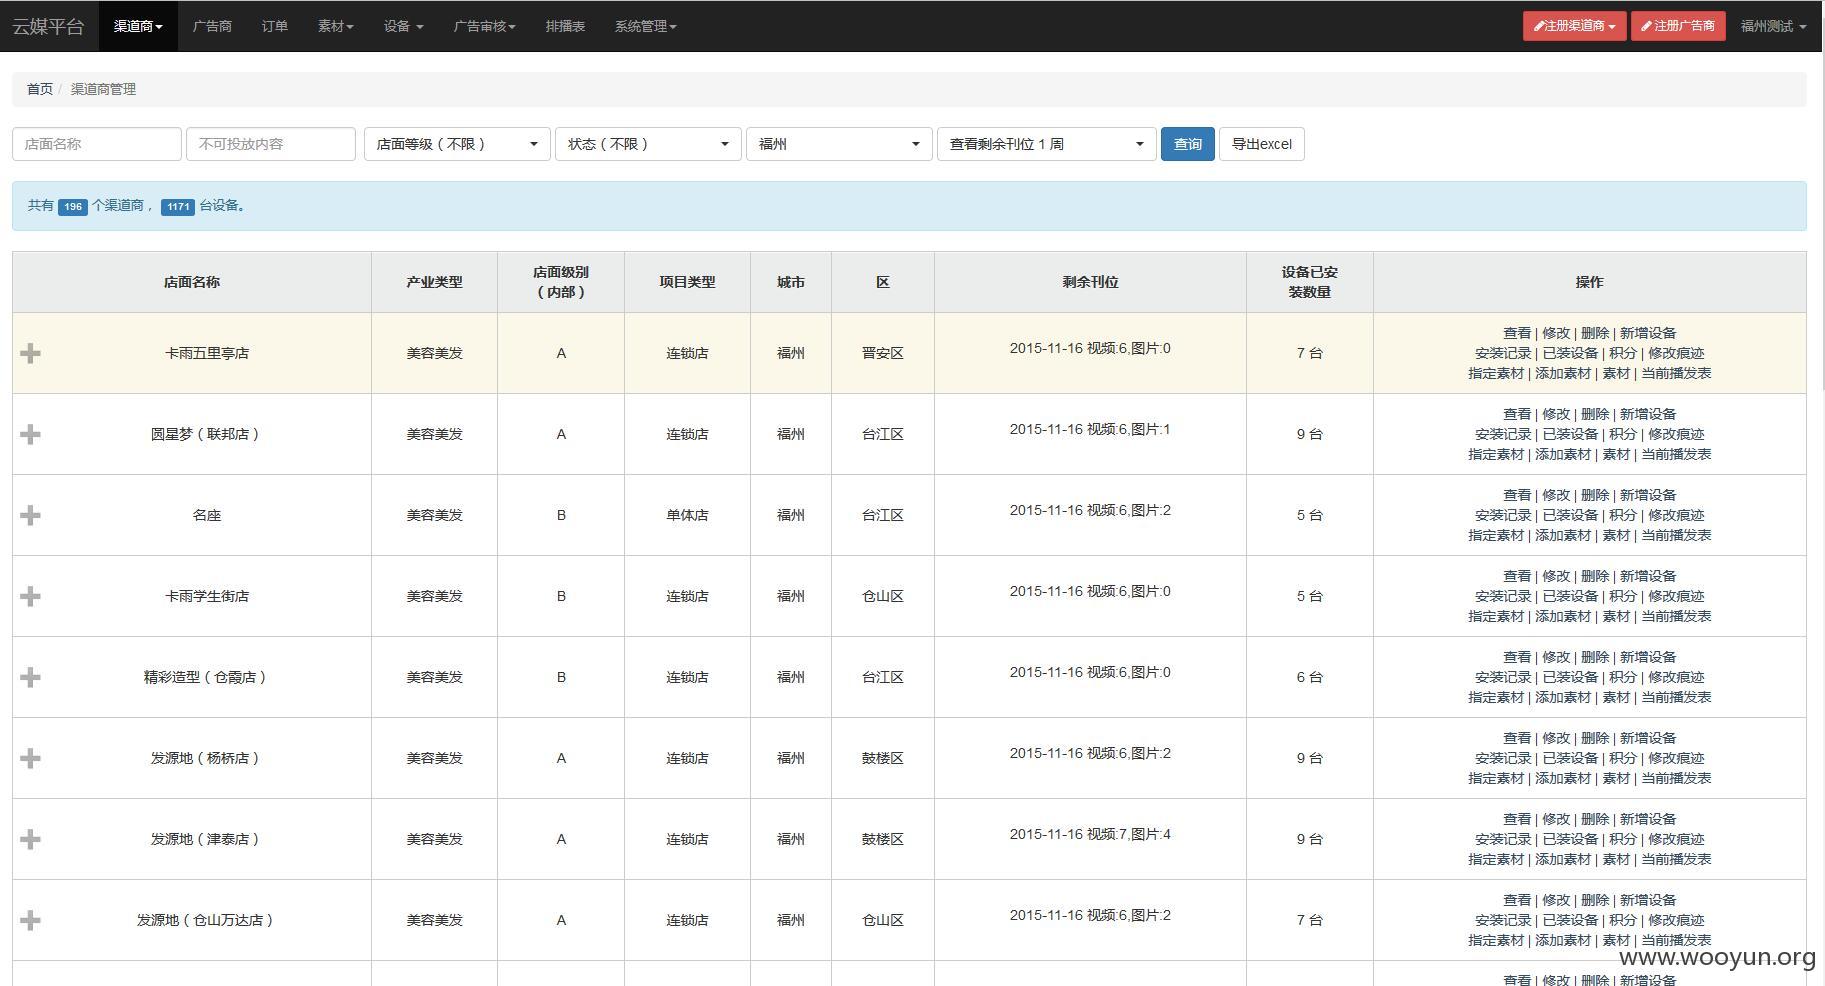 云媒平台 渠道商 广告商 订单 素材 设备 广告审核 排播表 系统管理 注册渠道商 注册广告商 福州测试
首页 / 渠道商管理
店面名称 不可投放内容 店面等级（不限） 状态（不限） 福州 查看剩余刊位 1 周 查询 导出excel
共有 196 个渠道商， 1171 台设备。
店面名称 产业类型 店面级别（内部） 项目类型 城市 区 剩余刊位 设备已安装数量 操作
卡雨五里亭店 美容美发 A 连锁店 福州 晋安区 2015-11-16 视频:6,图片:0 7 台
查看 | 修改 | 删除 | 新增设备
安装记录 | 已装设备 | 积分 | 修改痕迹
指定素材 | 添加素材 | 素材 | 当前播发表
圆星梦（联邦店） 美容美发 A 连锁店 福州 台江区 2015-11-16 视频:6,图片:1 9 台
查看 | 修改 | 删除 | 新增设备
安装记录 | 已装设备 | 积分 | 修改痕迹
指定素材 | 添加素材 | 素材 | 当前播发表
名座 美容美发 B 单体店 福州 台江区 2015-11-16 视频:6,图片:2 5 台
查看 | 修改 | 删除 | 新增设备
安装记录 | 已装设备 | 积分 | 修改痕迹
指定素材 | 添加素材 | 素材 | 当前播发表
卡雨学生街店 美容美发 B 连锁店 福州 仓山区 2015-11-16 视频:6,图片:0 5 台
查看 | 修改 | 删除 | 新增设备
安装记录 | 已装设备 | 积分 | 修改痕迹
指定素材 | 添加素材 | 素材 | 当前播发表
精彩造型（仓霞店） 美容美发 B 连锁店 福州 台江区 2015-11-16 视频:6,图片:0 6 台
查看 | 修改 | 删除 | 新增设备
安装记录 | 已装设备 | 积分 | 修改痕迹
指定素材 | 添加素材 | 素材 | 当前播发表
发源地（杨桥店） 美容美发 A 连锁店 福州 鼓楼区 2015-11-16 视频:6,图片:2 9 台
查看 | 修改 | 删除 | 新增设备
安装记录 | 已装设备 | 积分 | 修改痕迹
指定素材 | 添加素材 | 素材 | 当前播发表
发源地（津泰店） 美容美发 A 连锁店 福州 鼓楼区 2015-11-16 视频:7,图片:4 9 台
查看 | 修改 | 删除 | 新增设备
安装记录 | 已装设备 | 积分 | 修改痕迹
指定素材 | 添加素材 | 素材 | 当前播发表
发源地（仓山万达店） 美容美发 A 连锁店 福州 仓山区 2015-11-16 视频:6,图片:2 7 台
查看 | 修改 | 删除 | 新增设备
安装记录 | 已装设备 | 积分 | 修改痕迹
指定素材 | 添加素材 | 素材 | 当前播发表
www.wooyun.org
查看 | 修改 | 删除 | 新增设备